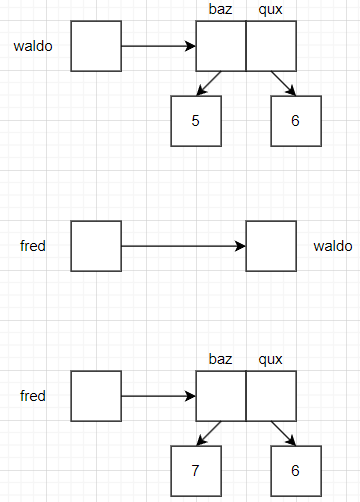 baz qux
waldo
5 6
fred waldo
baz qux
fred
7 6